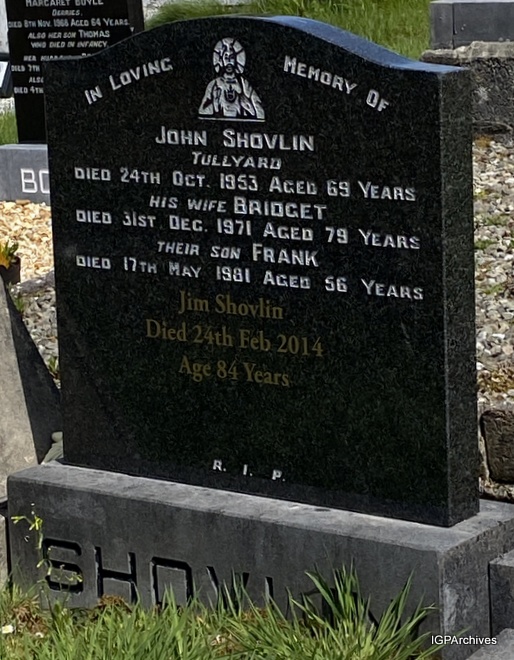 MARGARET BOYLE
DERRIES.
DIED 8TH NOV. 1966 AGED 64 YEARS.
ALSO HER SON THOMAS
WHO DIED IN INFANCY.
BO
IN LOVING MEMORY OF
JOHN SHOVLIN
TULLYARD
DIED 24TH OCT. 1953 AGED 69 YEARS
HIS WIFE BRIDGET
DIED 31ST DEC. 1971 AGED 79 YEARS
THEIR SON FRANK
DIED 17TH MAY 1981 AGED 56 YEARS
Jim Shovlin
Died 24th Feb 2014
Age 84 Years
R. I. P.
SHOVLIN
IGPArchives